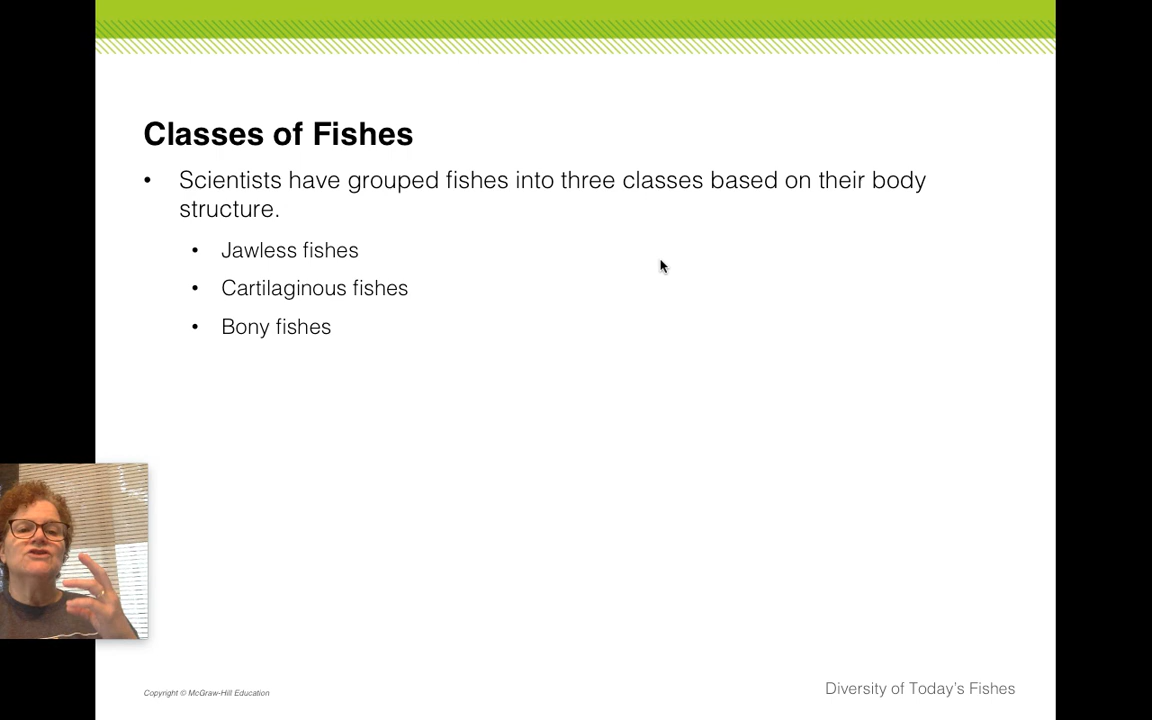 Classes of Fishes
• Scientists have grouped fishes into three classes based on their body
structure.
• Jawless fishes
• Cartilaginous fishes
• Bony fishes
Copyright © McGraw-Hill Education
Diversity of Today's Fishes